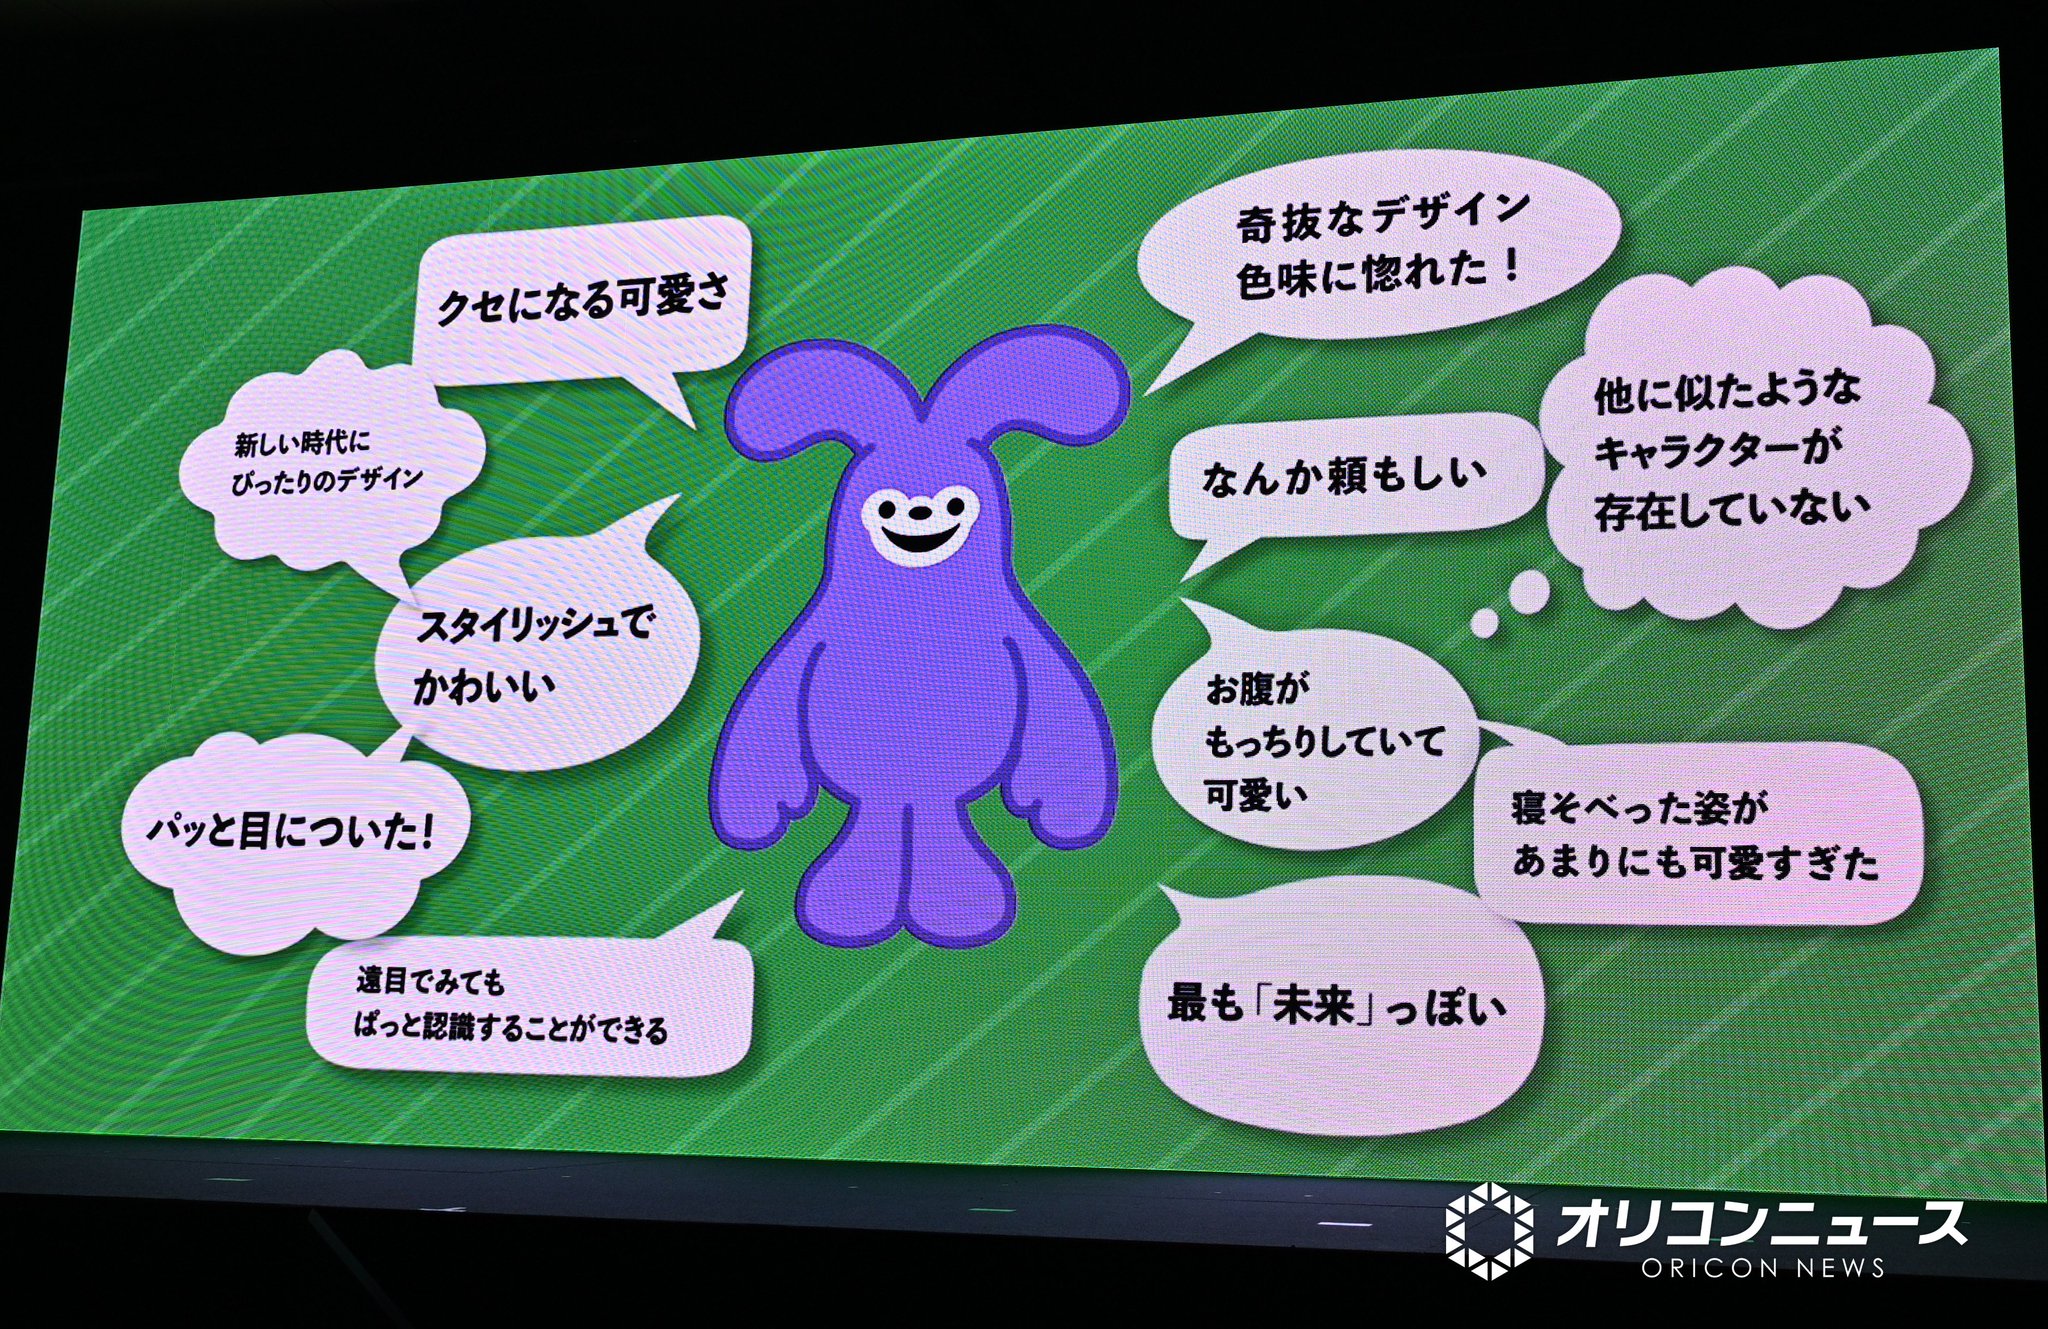 クセになる可愛さ
新しい時代に
ぴったりのデザイン
スタイリッシュで
かわいい
パッと目についた!
遠目でみても
ぱっと認識することができる
奇抜なデザイン
色味に惚れた!
他に似たような
キャラクターが
存在していない
なんか頼もしい
お腹が
もっちりしていて
可愛い
寝そべった姿が
あまりにも可愛すぎた
最も「未来」っぽい
オリコンニュース
ORICON NEWS